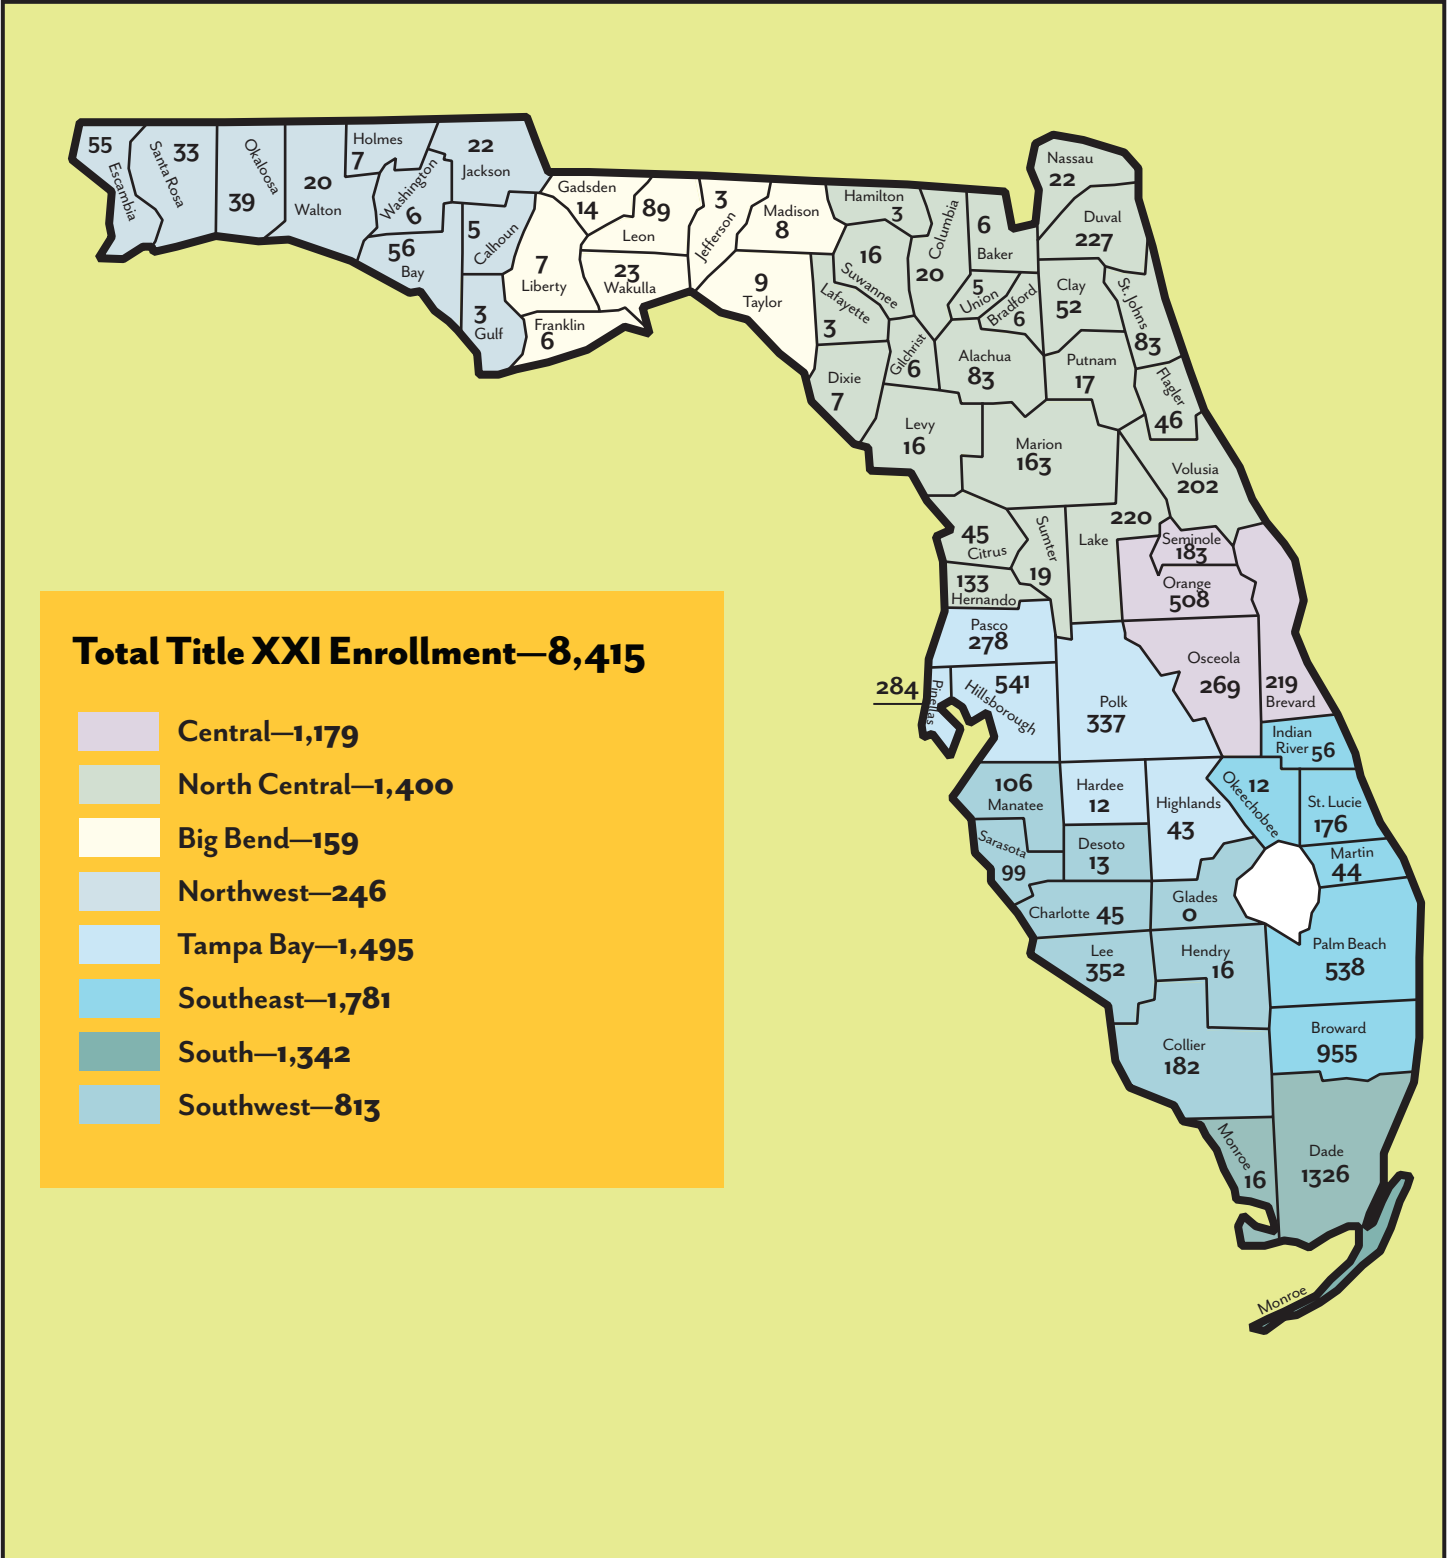 55
Escambia
Santa Rosa
33
Okaloosa
39
20
Walton
Holmes
7
Washington
6
22
Jackson
56
Bay
5
Calhoun
3
Gulf
Gadsden
14
7
Liberty
Franklin
6
89
Leon
23
Wakulla
3
Jefferson
Madison
8
9
Taylor
Hamilton
3
16
Suwannee
Lafayette
3
Columbia
20
6
Baker
5
Union
Bradford
6
Nassau
22
Duval
227
Clay
52
St. Johns
83
Dixie
7
Gilchrist
6
Alachua
83
Putnam
17
Flagler
46
Levy
16
Marion
163
Volusia
202
45
Citrus
Sumter
19
220
Lake
Seminole
183
Orange
508
133
Hernando
Pasco
278
284
Pinellas
541
Hillsborough
Polk
337
Osceola
269
219
Brevard
Indian
River 56
106
Manatee
Hardee
12
Highlands
43
12
Okeechobee
St. Lucie
176
Sarasota
99
Desoto
13
Martin
44
Charlotte 45
Glades
0
Lee
352
Hendry
16
Palm Beach
538
Collier
182
Broward
955
Monroe
16
Dade
1326
Monroe
Total Title XXI Enrollment—8,415
Central—1,179
North Central—1,400
Big Bend—159
Northwest—246
Tampa Bay—1,495
Southeast—1,781
South—1,342
Southwest—813